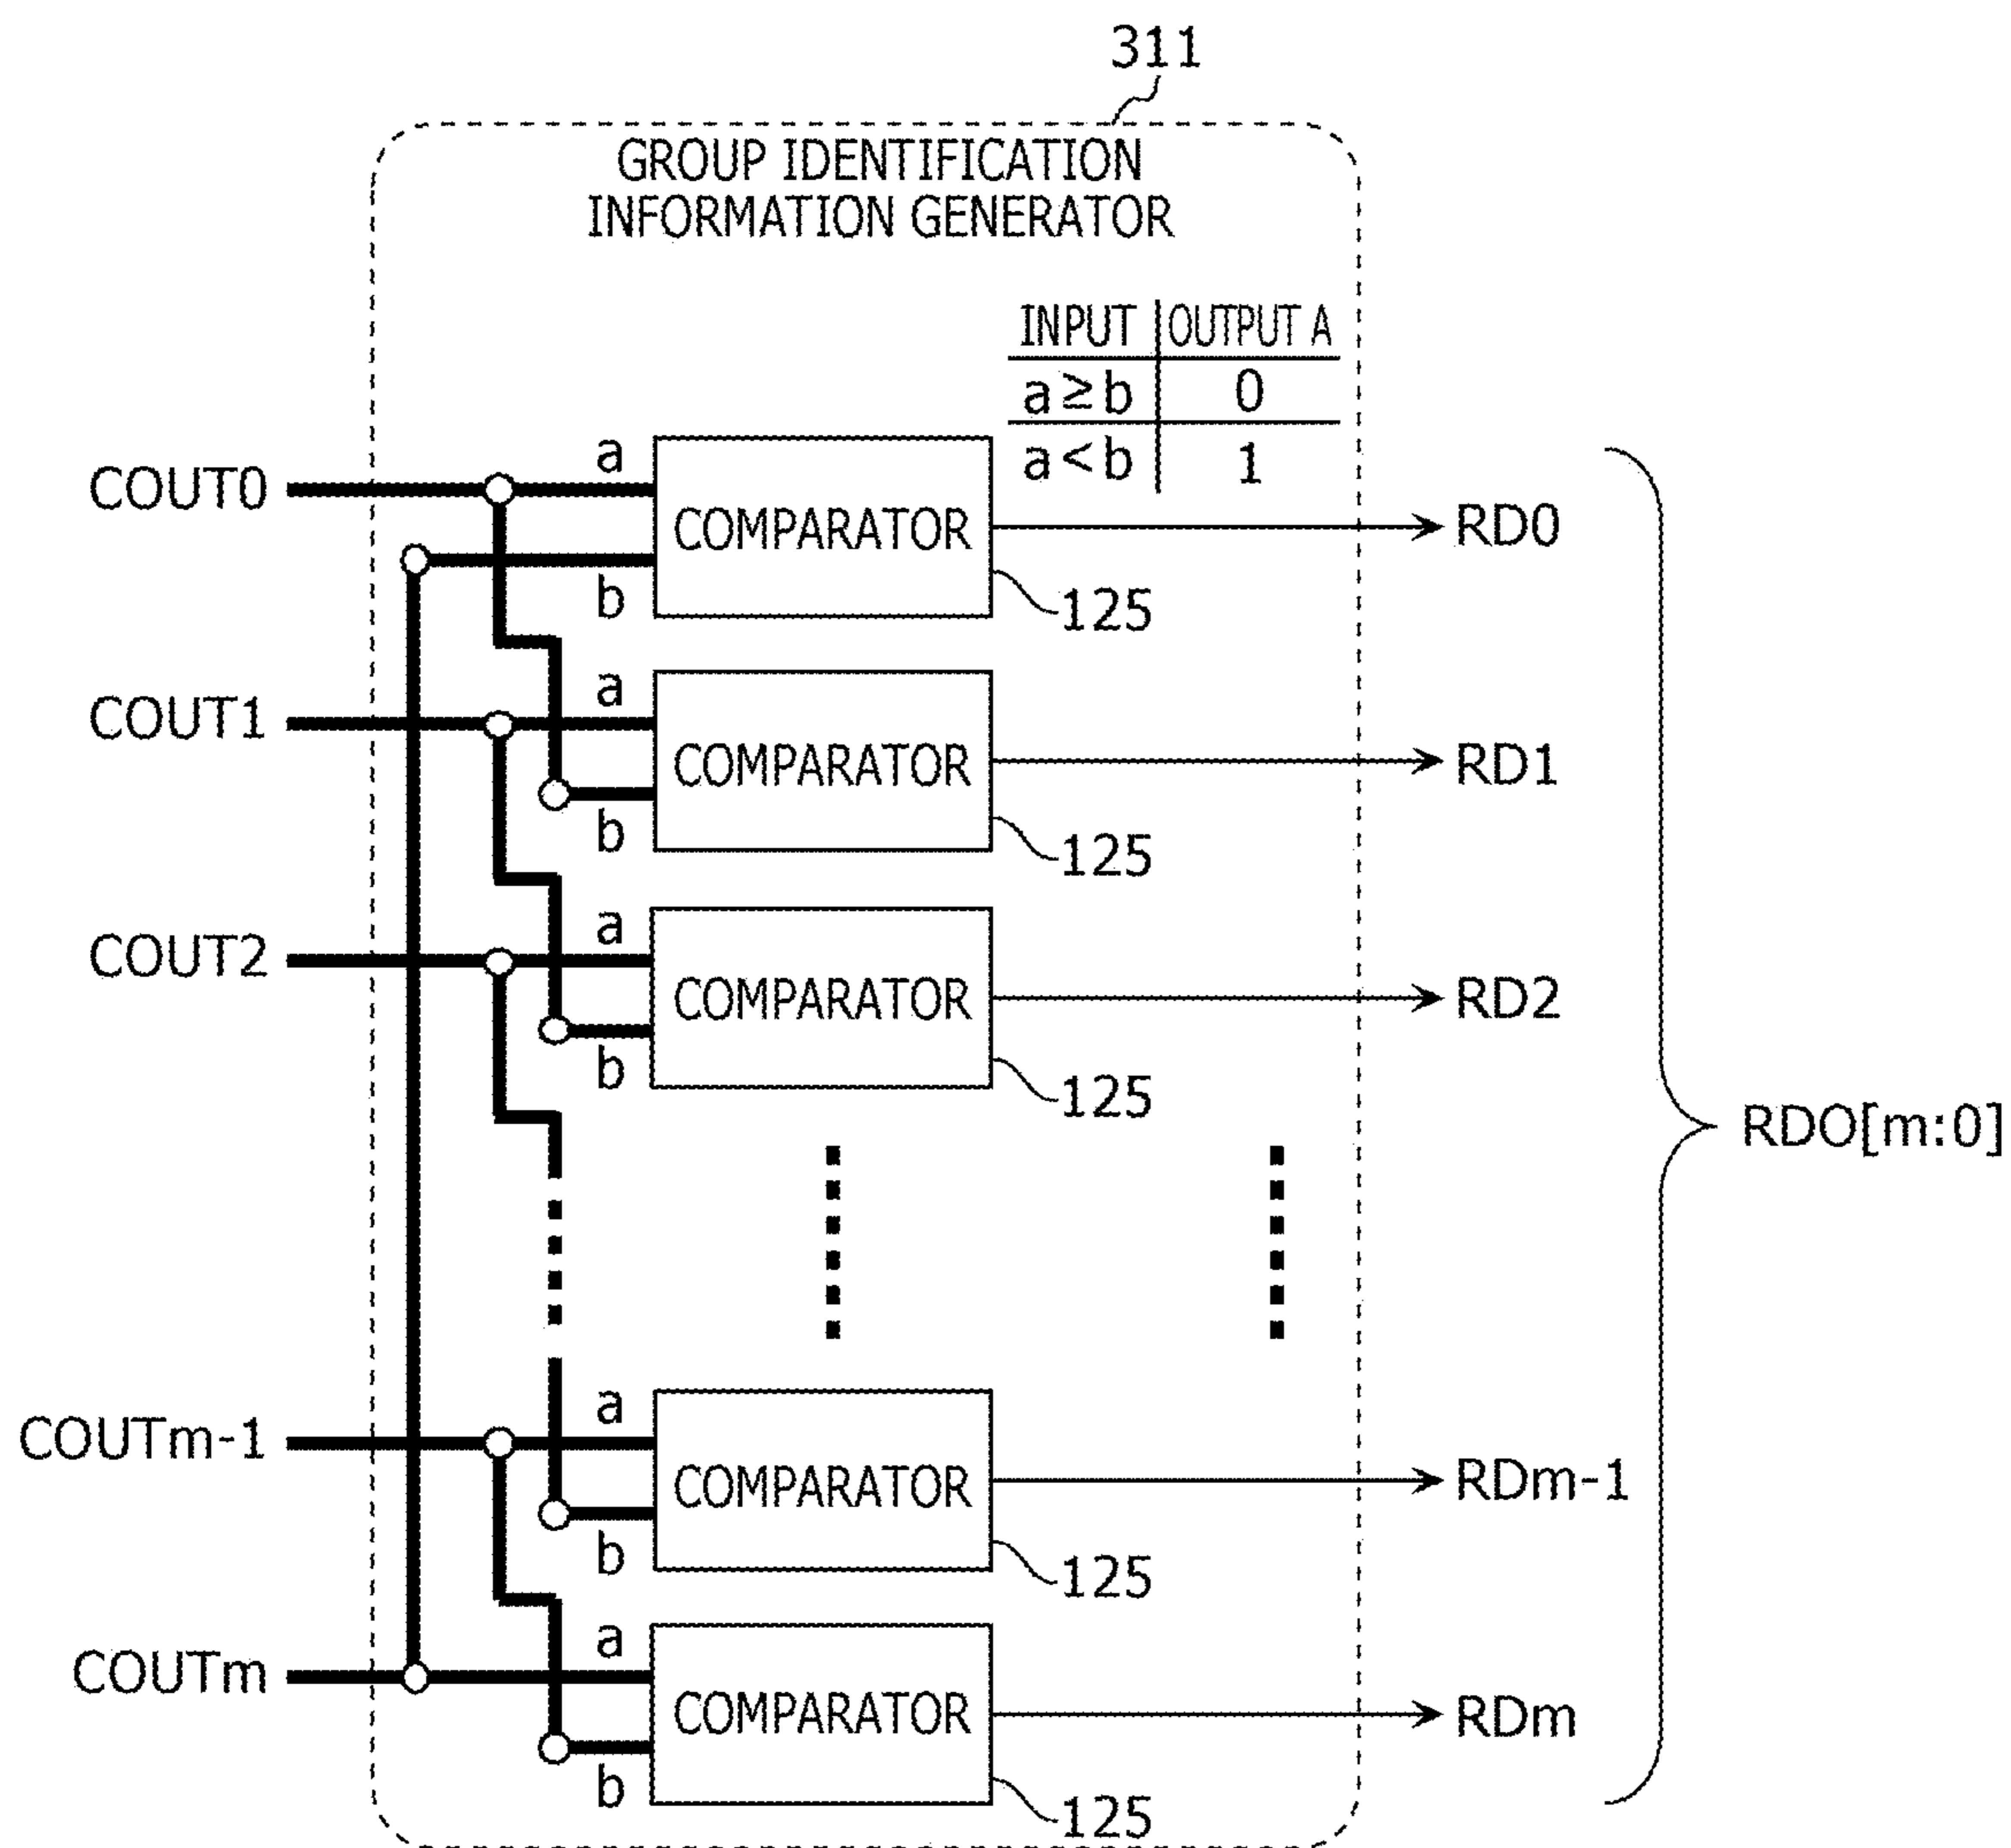 311
GROUP IDENTIFICATION
INFORMATION GENERATOR
INPUT OUTPUT A
a≥b 0
a<b 1
COUT0 a COMPARATOR RD0
b 125
COUT1 a COMPARATOR RD1
b 125
COUT2 a COMPARATOR RD2
b 125
RDO[m:0]
COUTm-1 a COMPARATOR RDm-1
b 125
COUTm a COMPARATOR RDm
b 125